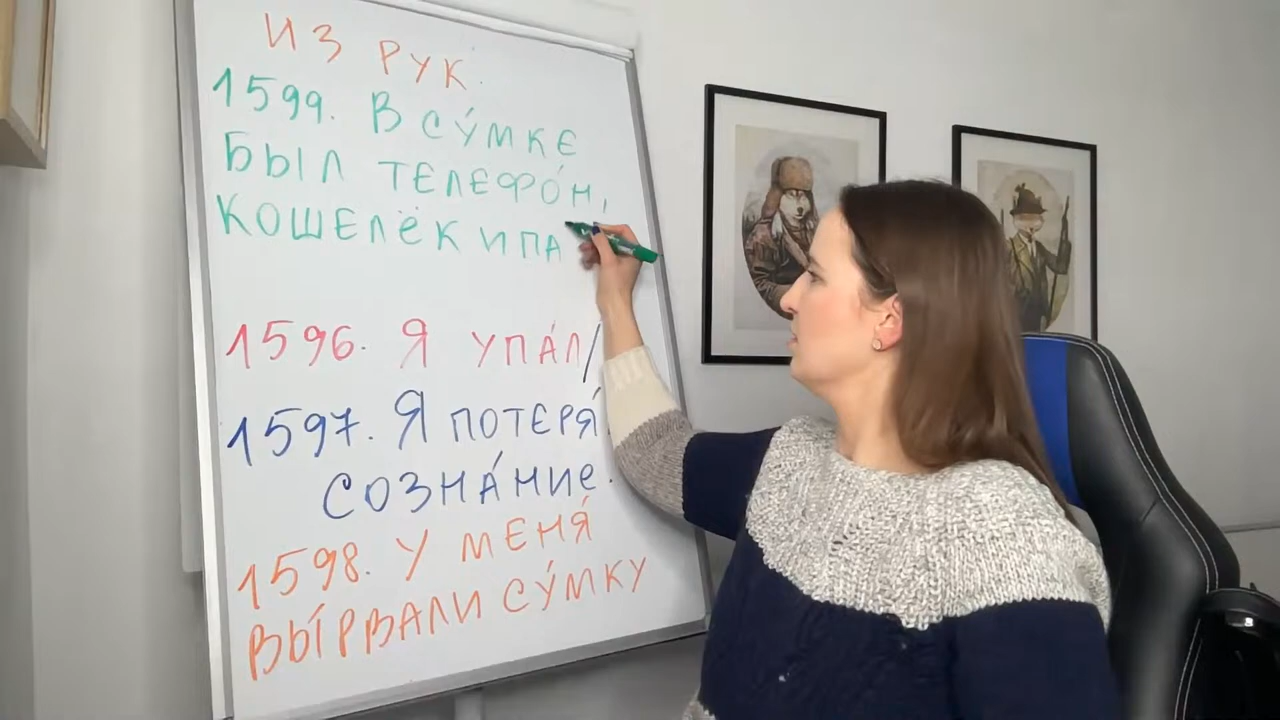 ИЗ РУК.
1599. В СУ́МКЕ
БЫЛ ТЕЛЕФО́Н,
КОШЕЛЁК И ПА
1596. Я УПА́Л/
1597. Я ПОТЕРЯ́
СОЗНА́НИЕ.
1598. У МЕНЯ́
ВЫ́РВАЛИ СУ́МКУ